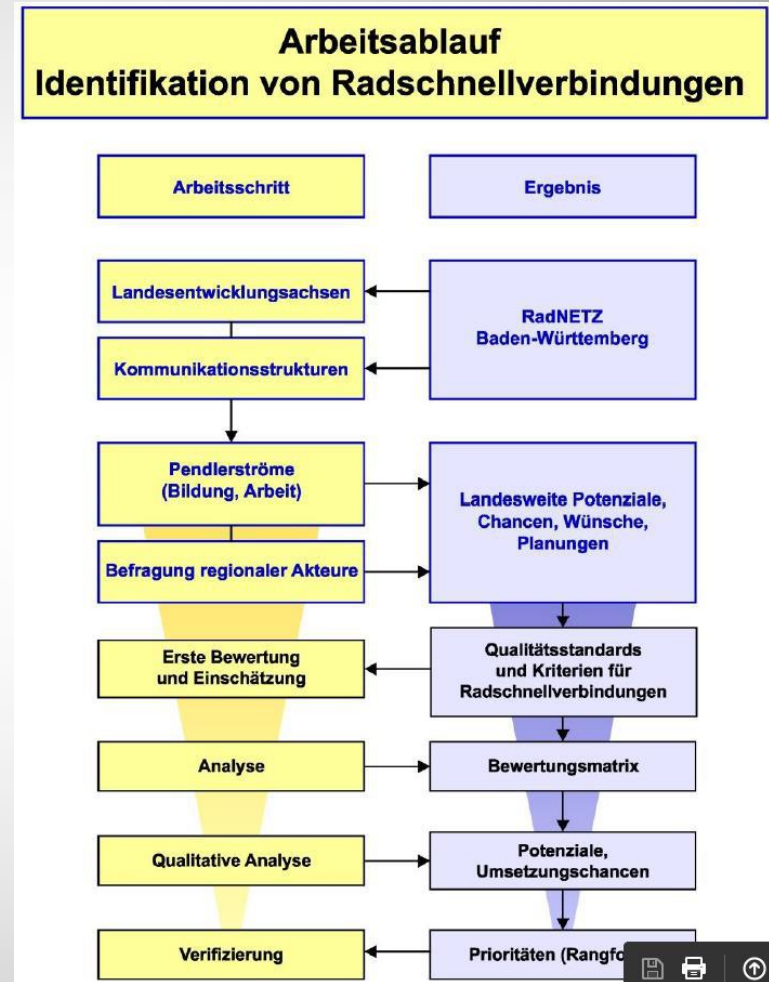 Arbeitsablauf
Identifikation von Radschnellverbindungen
Arbeitsschritt
Ergebnis
Landesentwicklungsachsen
RadNETZ
Baden-Württemberg
Kommunikationsstrukturen
Pendlerströme
(Bildung, Arbeit)
Landesweite Potenziale,
Chancen, Wünsche,
Planungen
Befragung regionaler Akteure
Erste Bewertung
und Einschätzung
Qualitätsstandards
und Kriterien für
Radschnellverbindungen
Analyse
Bewertungsmatrix
Qualitative Analyse
Potenziale,
Umsetzungschancen
Verifizierung
Prioritäten